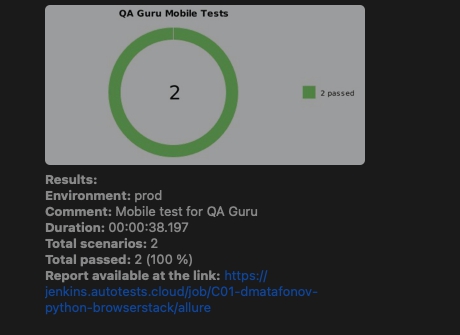 QA Guru Mobile Tests
2
2 passed
Results:
Environment: prod
Comment: Mobile test for QA Guru
Duration: 00:00:38.197
Total scenarios: 2
Total passed: 2 (100 %)
Report available at the link: https://
jenkins.autotests.cloud/job/C01-dmatafonov-
python-browserstack/allure